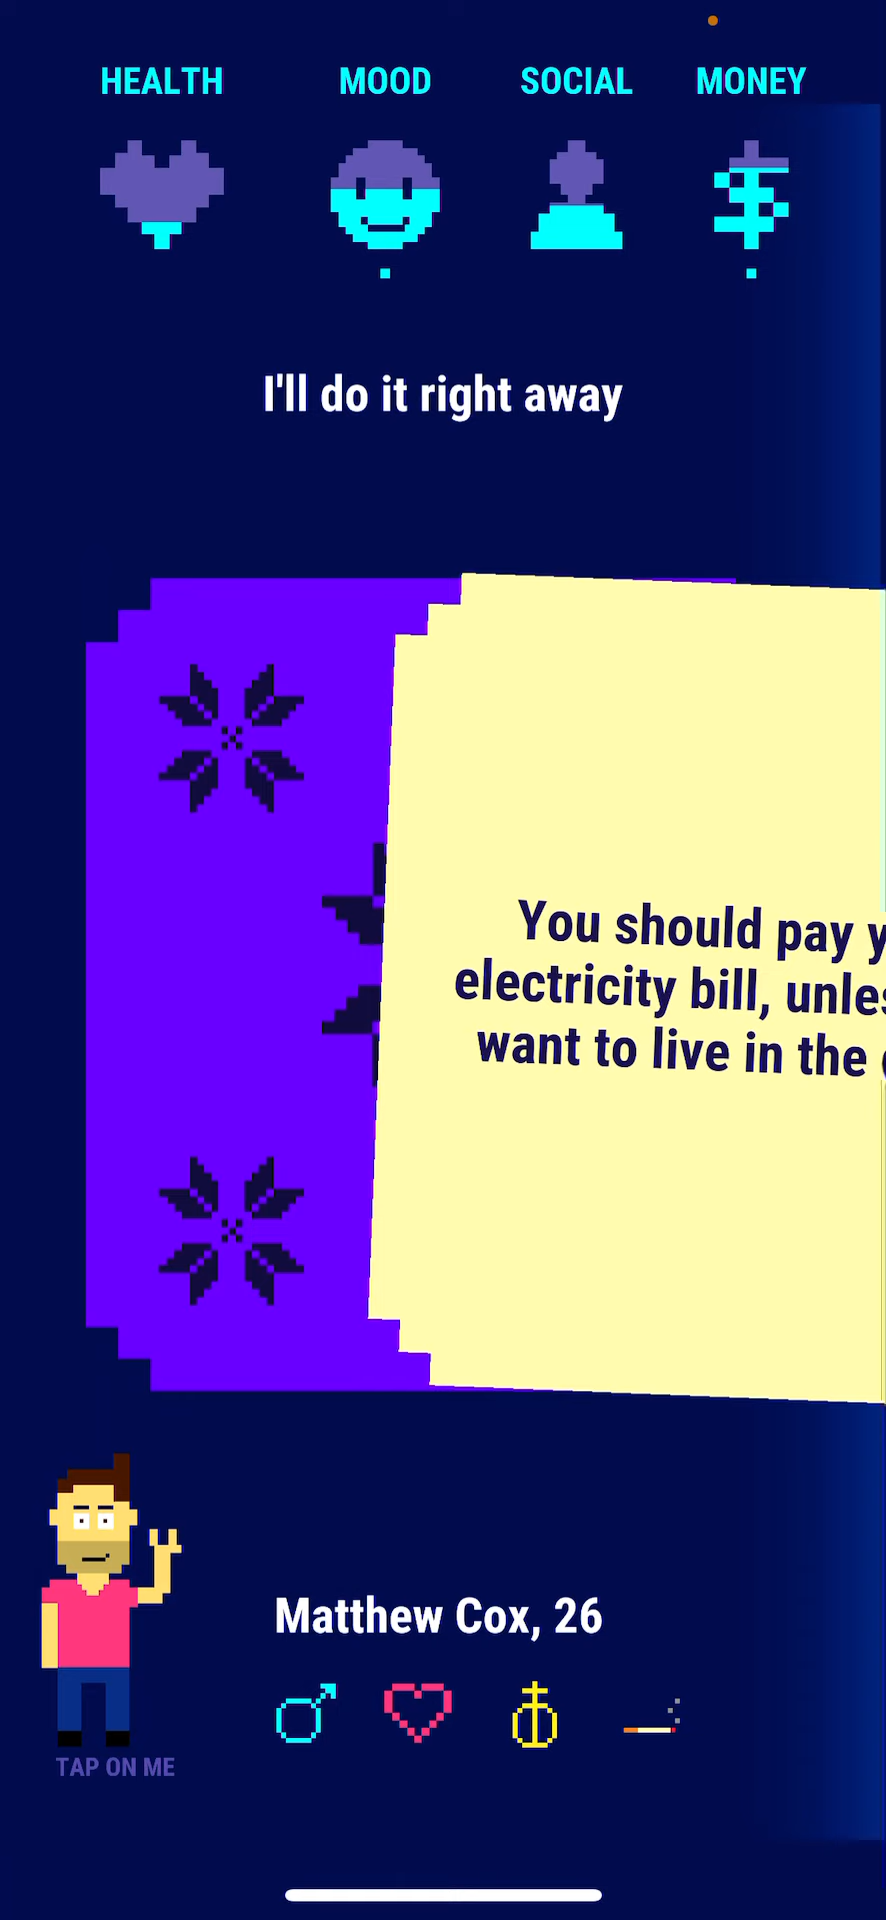 HEALTH MOOD SOCIAL MONEY
I'll do it right away
You should pay
electricity bill,
want to live in the
Matthew Cox, 26
TAP ON ME